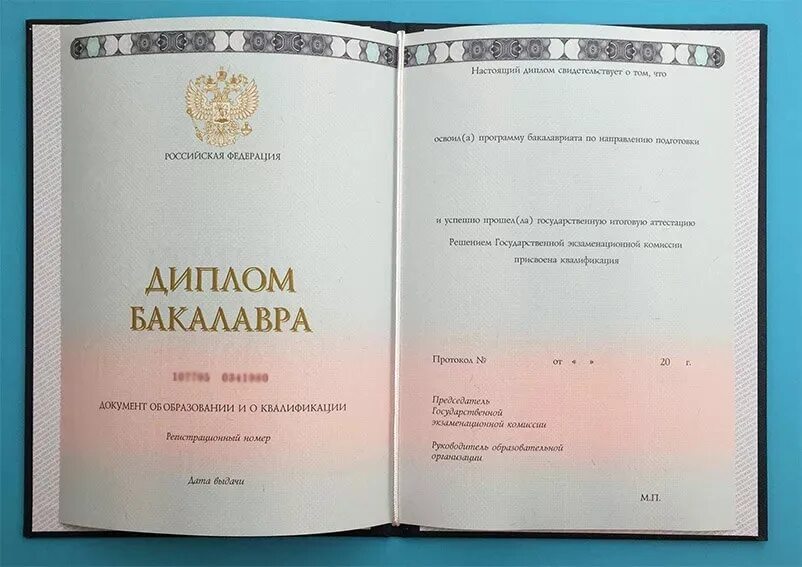 РОССИЙСКАЯ ФЕДЕРАЦИЯ
ДИПЛОМ
БАКАЛАВРА
107705 0341960
ДОКУМЕНТ ОБ ОБРАЗОВАНИИ И О КВАЛИФИКАЦИИ
Регистрационный номер
Дата выдачи
Настоящий диплом свидетельствует о том, что
освоил(а) программу бакалавриата по направлению подготовки
и успешно прошел(ла) государственную итоговую аттестацию
Решением Государственной экзаменационной комиссии
присвоена квалификация
Протокол № от « » 20 г.
Председатель
Государственной
экзаменационной комиссии
Руководитель образовательной
организации
М.П.